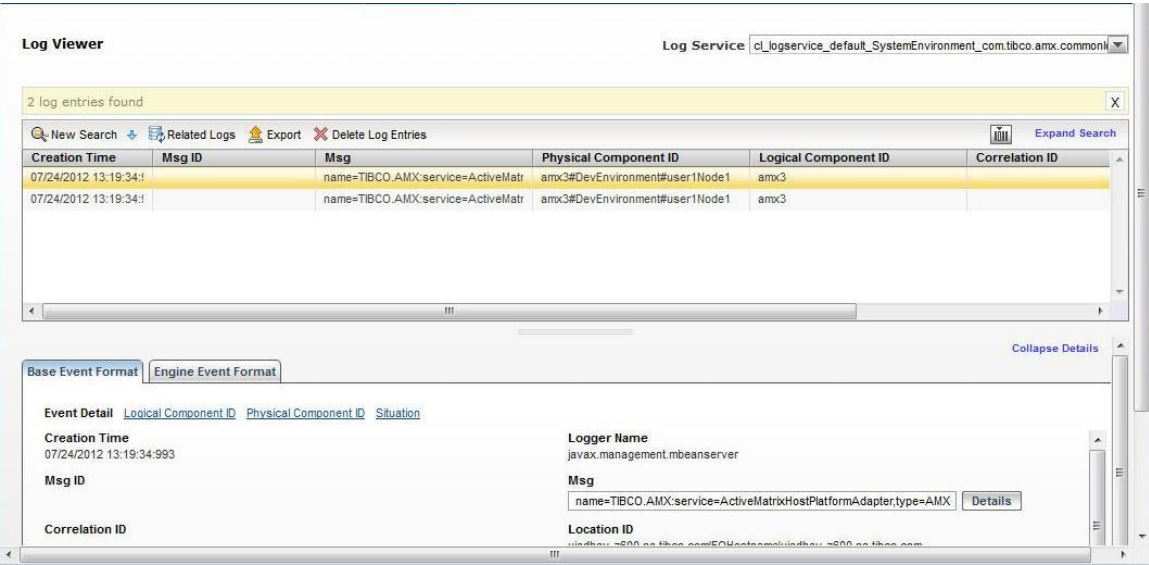 Log Viewer
Log Service cl_logservice_default_SystemEnvironment_com.tibco.amx.commonl
2 log entries found X
New Search Related Logs Export Delete Log Entries Expand Search
Creation Time Msg ID Msg Physical Component ID Logical Component ID Correlation ID
07/24/2012 13:19:34:9 name=TIBCO.AMX:service=ActiveMatr amx3#DevEnvironment#user1Node1 amx3
07/24/2012 13:19:34:9 name=TIBCO.AMX:service=ActiveMatr amx3#DevEnvironment#user1Node1 amx3
Collapse Details
Base Event Format Engine Event Format
Event Detail Logical Component ID Physical Component ID Situation
Creation Time Logger Name
07/24/2012 13:19:34:993 javax.management.mbeanserver
Msg ID Msg
name=TIBCO.AMX:service=ActiveMatrixHostPlatformAdapter,type=AMX Details
Correlation ID Location ID